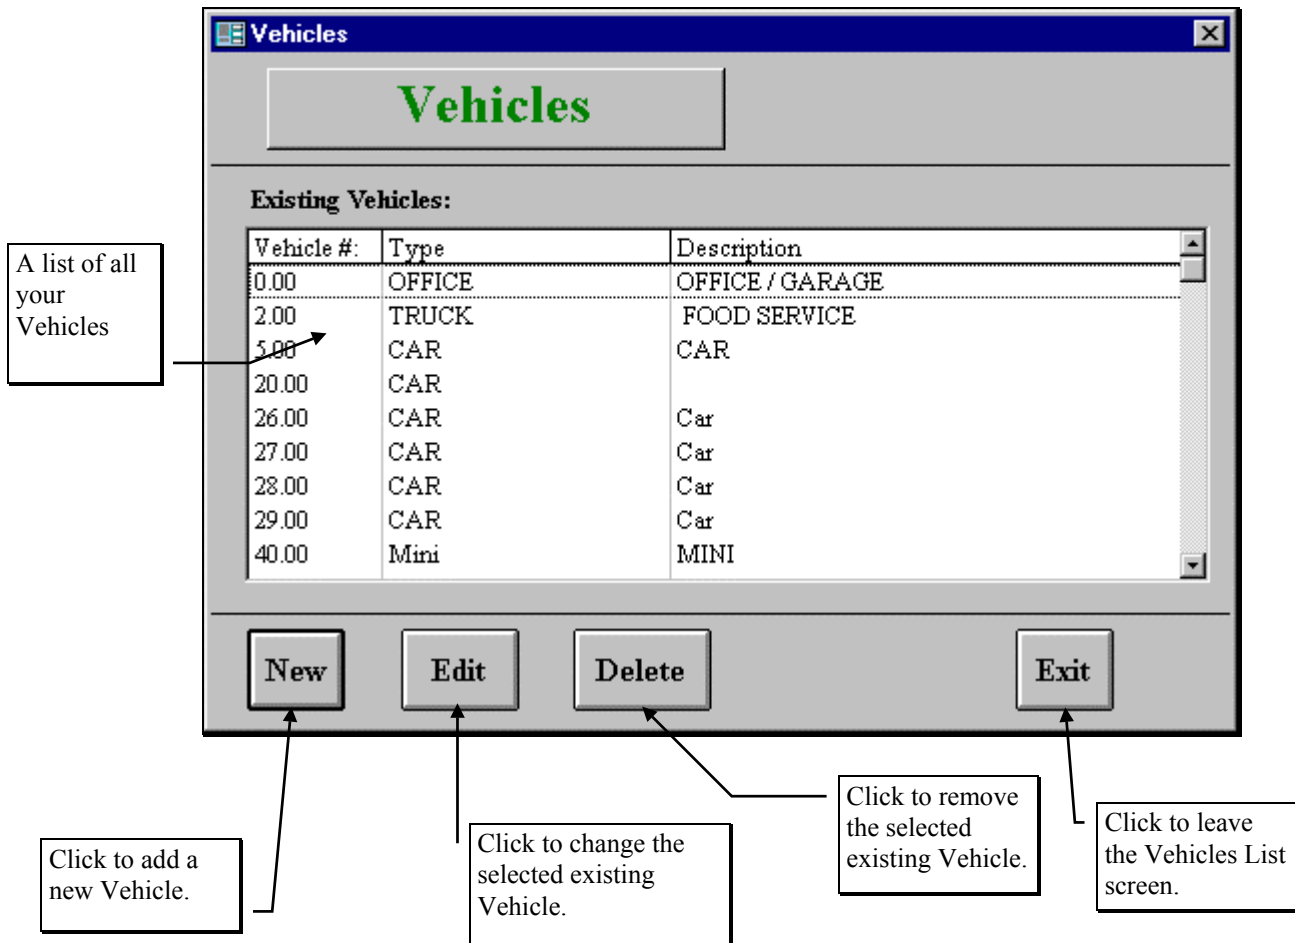 Vehicles
Vehicles
Existing Vehicles:
Vehicle #: Type Description
0.00 OFFICE OFFICE / GARAGE
2.00 TRUCK FOOD SERVICE
5.00 CAR CAR
20.00 CAR
26.00 CAR Car
27.00 CAR Car
28.00 CAR Car
29.00 CAR Car
40.00 Mini MINI
A list of all
your
Vehicles
New Edit Delete Exit
Click to add a
new Vehicle.
Click to change the
selected existing
Vehicle.
Click to remove
the selected
existing Vehicle.
Click to leave
the Vehicles List
screen.